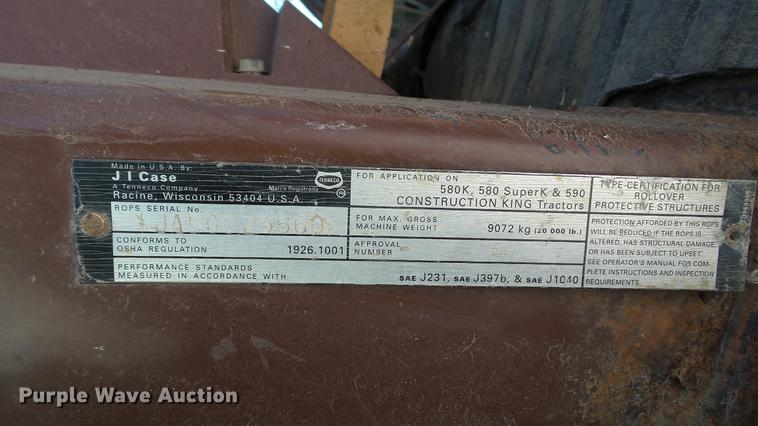 Made in U.S.A. By:
J I Case
A Tenneco Company
Marca Registrada
TENNECO
Racine, Wisconsin 53404 U.S.A.
ROPS SERIAL No.
CONFORMS TO
OSHA REGULATION 1926.1001
PERFORMANCE STANDARDS
MEASURED IN ACCORDANCE WITH SAE J231, SAE J397b, & SAE J1040
FOR APPLICATION ON
580K, 580 SuperK & 590
CONSTRUCTION KING Tractors
FOR MAX. GROSS
MACHINE WEIGHT 9072 kg (20 000 lb.)
APPROVAL
NUMBER
TYPE-CERTIFICATION FOR
ROLLOVER
PROTECTIVE STRUCTURES
PROTECTION AFFORDED BY THIS ROPS
WILL BE REDUCED IF THE ROPS IS
ALTERED, HAS STRUCTURAL DAMAGE
OR HAS BEEN SUBJECT TO UPSET.
SEE OPERATOR'S MANUAL FOR COM-
PLETE INSTRUCTIONS AND INSPECTION
REQUIREMENTS.
Purple Wave Auction